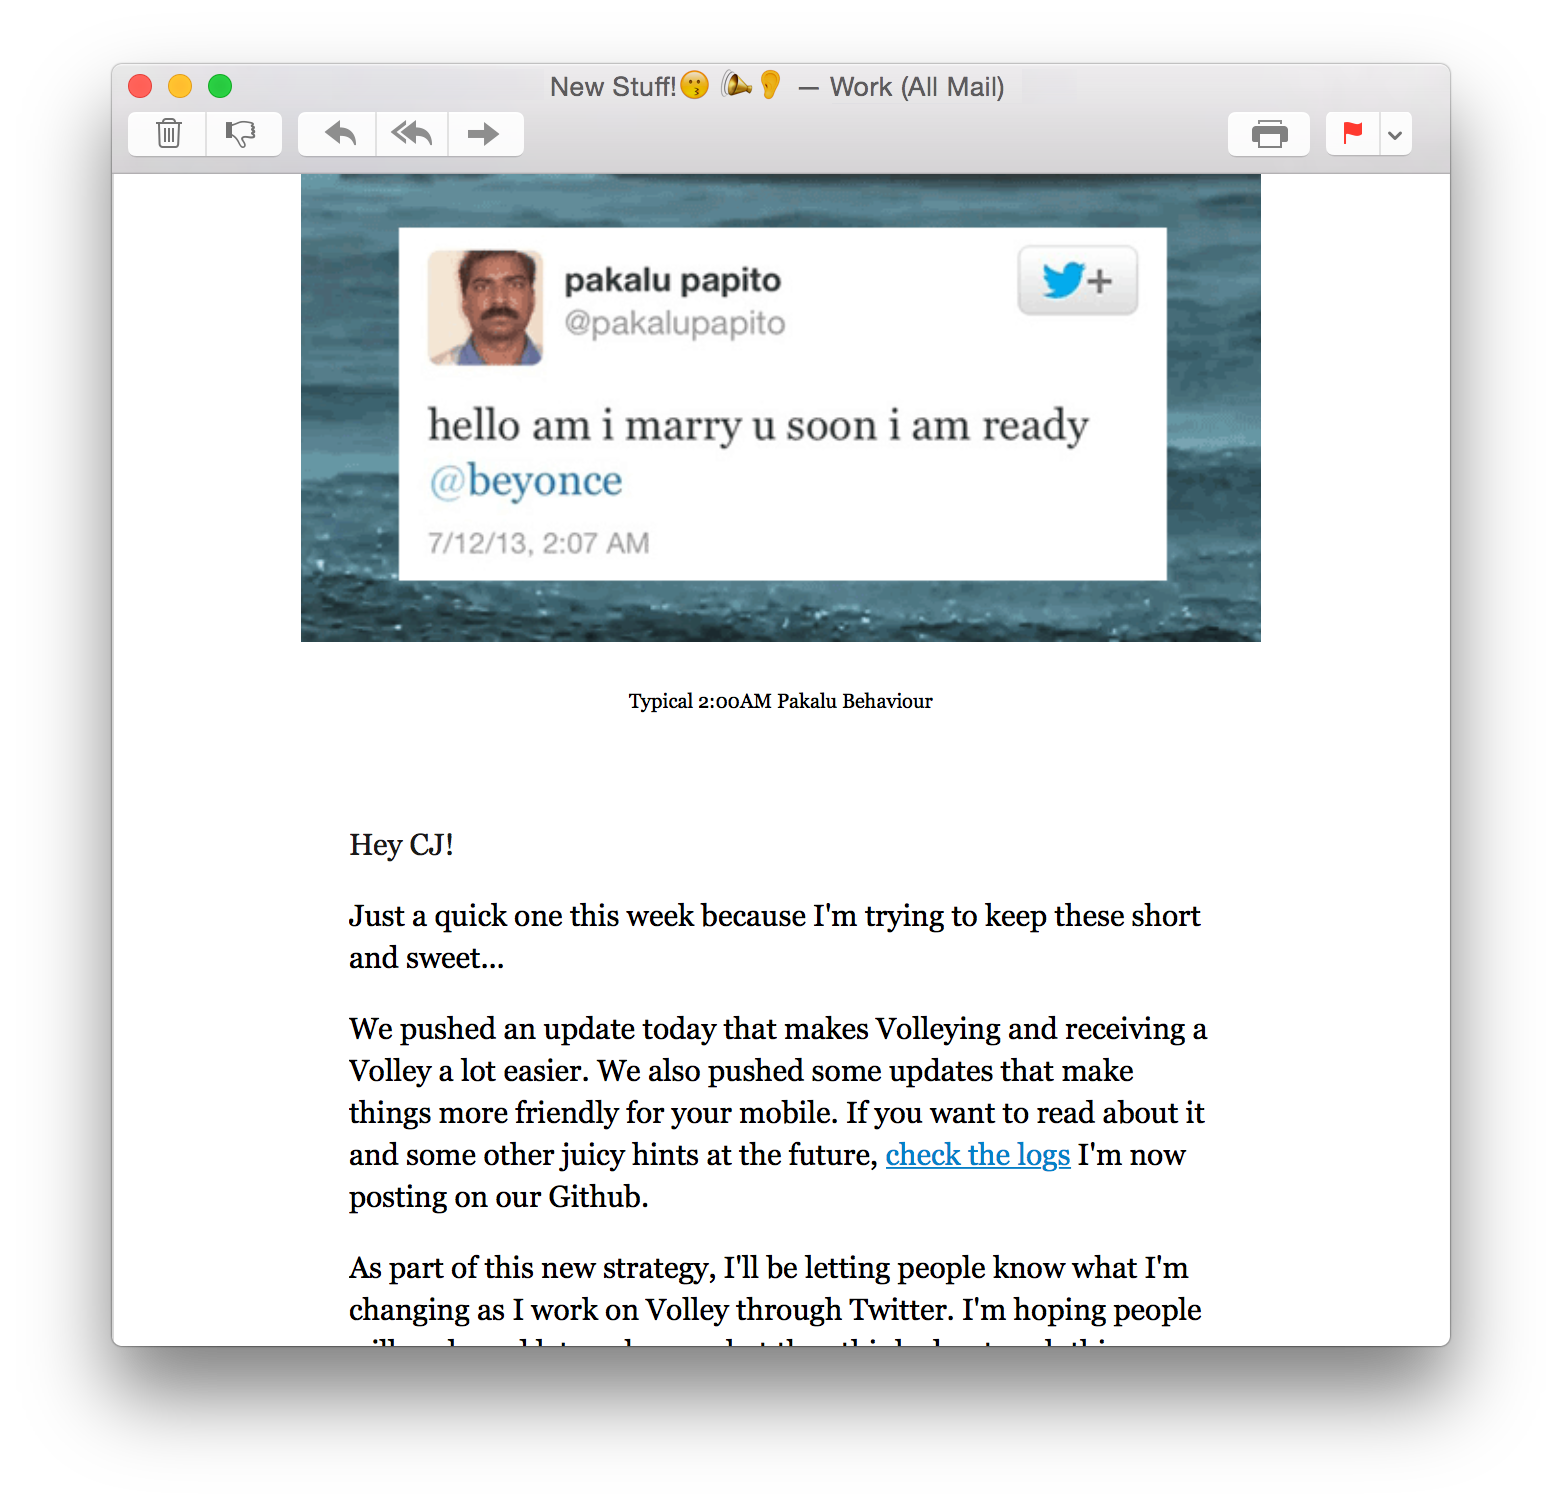 New Stuff!😗 📣👂 — Work (All Mail)
pakalu papito
@pakalupapito
hello am i marry u soon i am ready
@beyonce
7/12/13, 2:07 AM
Typical 2:00AM Pakalu Behaviour
Hey CJ!
Just a quick one this week because I'm trying to keep these short
and sweet...
We pushed an update today that makes Volleying and receiving a
Volley a lot easier. We also pushed some updates that make
things more friendly for your mobile. If you want to read about it
and some other juicy hints at the future, check the logs I'm now
posting on our Github.
As part of this new strategy, I'll be letting people know what I'm
changing as I work on Volley through Twitter. I'm hoping people